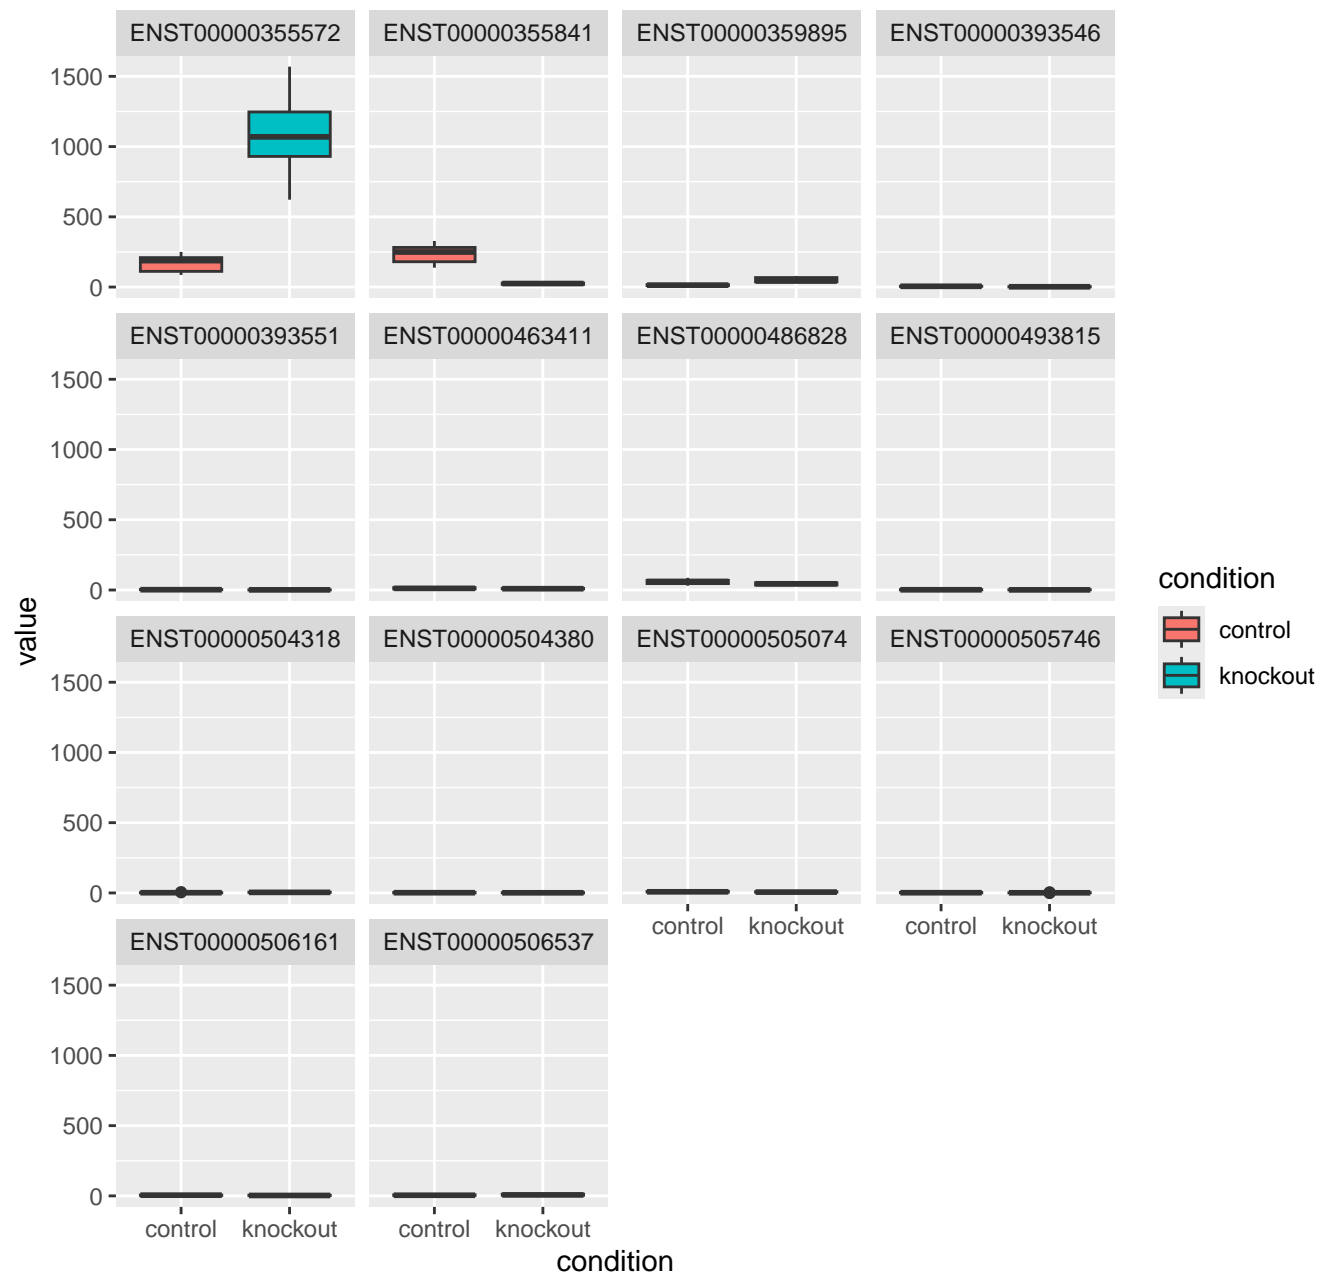 ENST00000355572 ENST00000355841 ENST00000359895 ENST00000393546
1500
1000
500
0
ENST00000393551 ENST00000463411 ENST00000486828 ENST00000493815
1500
1000
500
0
ENST00000504318 ENST00000504380 ENST00000505074 ENST00000505746
1500
1000
500
0
control knockout control knockout
ENST00000506161 ENST00000506537
1500
1000
500
0
control knockout control knockout
condition
value
condition
control
knockout